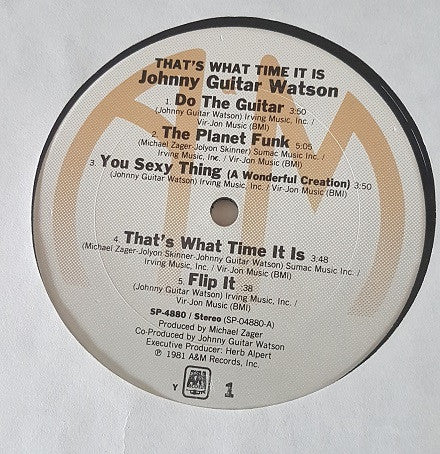 THAT'S WHAT TIME IT IS
Johnny Guitar Watson
1. Do The Guitar 3:50
(Johnny Guitar Watson) Irving Music, Inc. /
Vir-Jon Music (BMI)
2. The Planet Funk 5:05
(Michael Zager-Jolyon Skinner) Sumac Music Inc. /
Irving Music, Inc. / Vir-Jon Music (BMI)
3. You Sexy Thing (A Wonderful Creation) 3:50
(Johnny Guitar Watson) Irving Music, Inc. / Vir-Jon Music (BMI)
4. That's What Time It Is 3:48
(Michael Zager-Jolyon Skinner-Johnny Guitar Watson) Sumac Music Inc. /
Irving Music, Inc. / Vir-Jon Music (BMI)
5. Flip It :38
(Johnny Guitar Watson) Irving Music, Inc. /
Vir-Jon Music (BMI)
SP-4880 / Stereo (SP-04880-A)
Produced by Michael Zager
Co-Produced by Johnny Guitar Watson
Executive Producer: Herb Alpert
℗ 1981 A&M Records, Inc.
Y 1